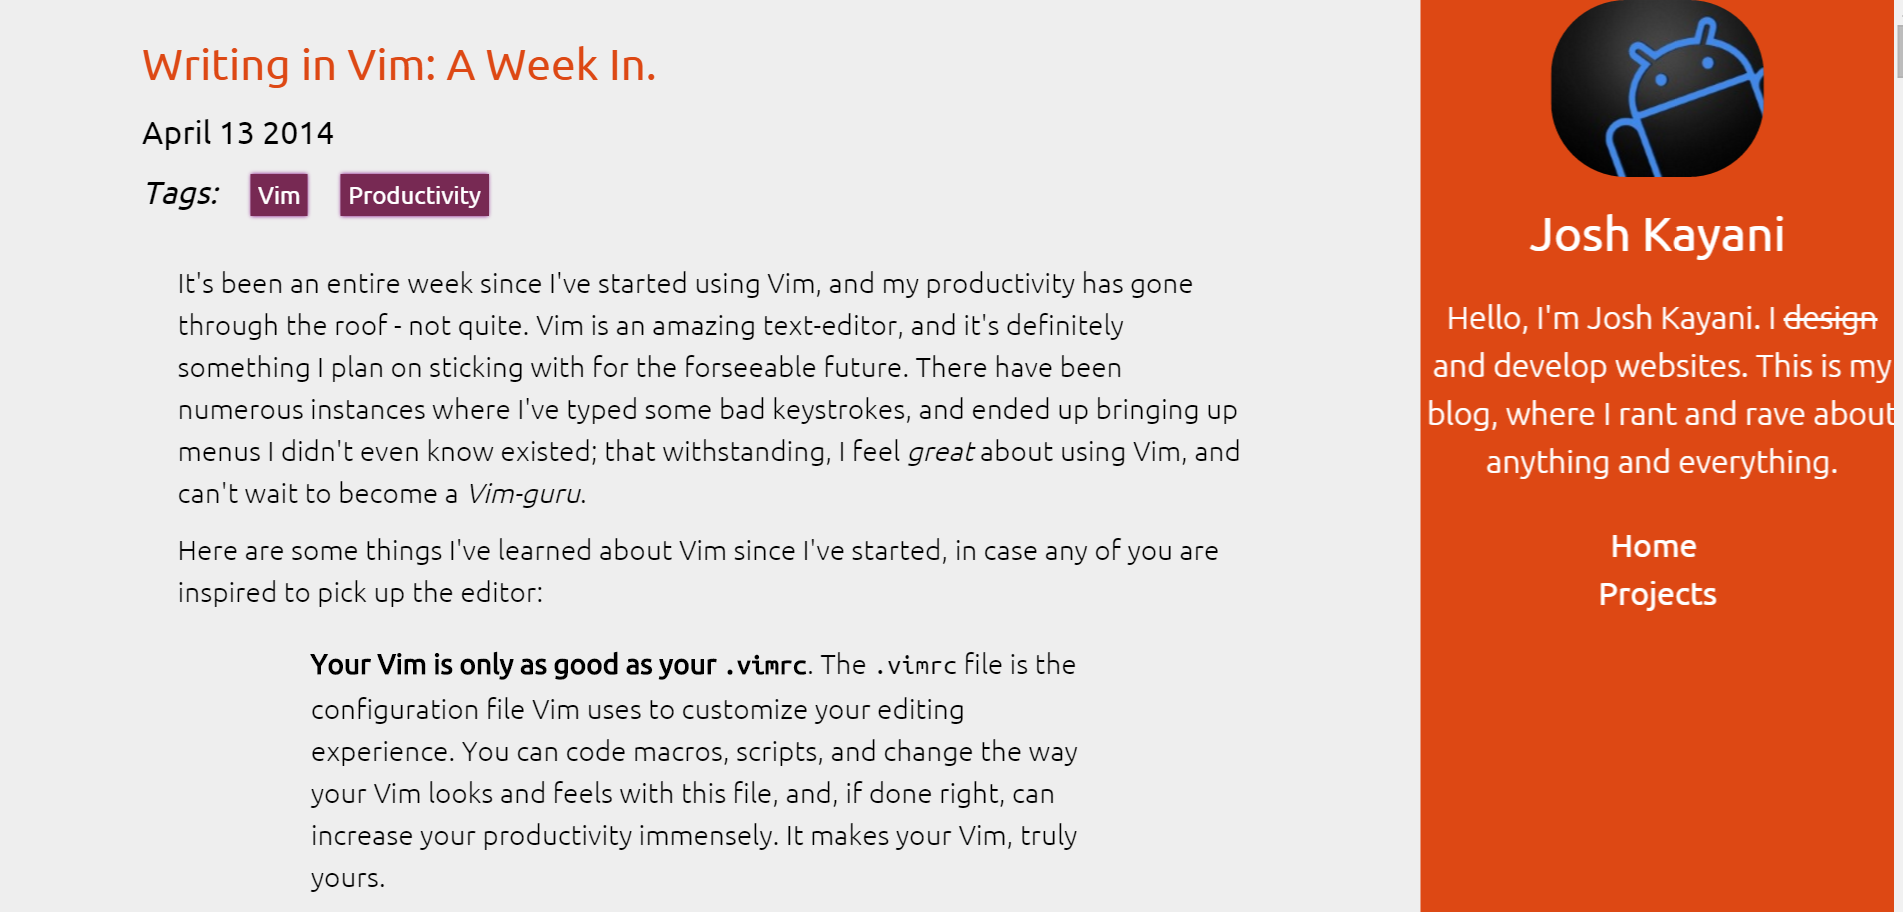 Writing in Vim: A Week In.
April 13 2014
Tags: Vim Productivity
It's been an entire week since I've started using Vim, and my productivity has gone
through the roof - not quite. Vim is an amazing text-editor, and it's definitely
something I plan on sticking with for the forseeable future. There have been
numerous instances where I've typed some bad keystrokes, and ended up bringing up
menus I didn't even know existed; that withstanding, I feel great about using Vim, and
can't wait to become a Vim-guru.
Here are some things I've learned about Vim since I've started, in case any of you are
inspired to pick up the editor:
Your Vim is only as good as your .vimrc. The .vimrc file is the
configuration file Vim uses to customize your editing
experience. You can code macros, scripts, and change the way
your Vim looks and feels with this file, and, if done right, can
increase your productivity immensely. It makes your Vim, truly
yours.
Josh Kayani
Hello, I'm Josh Kayani. I design
and develop websites. This is my
blog, where I rant and rave about
anything and everything.
Home
Projects